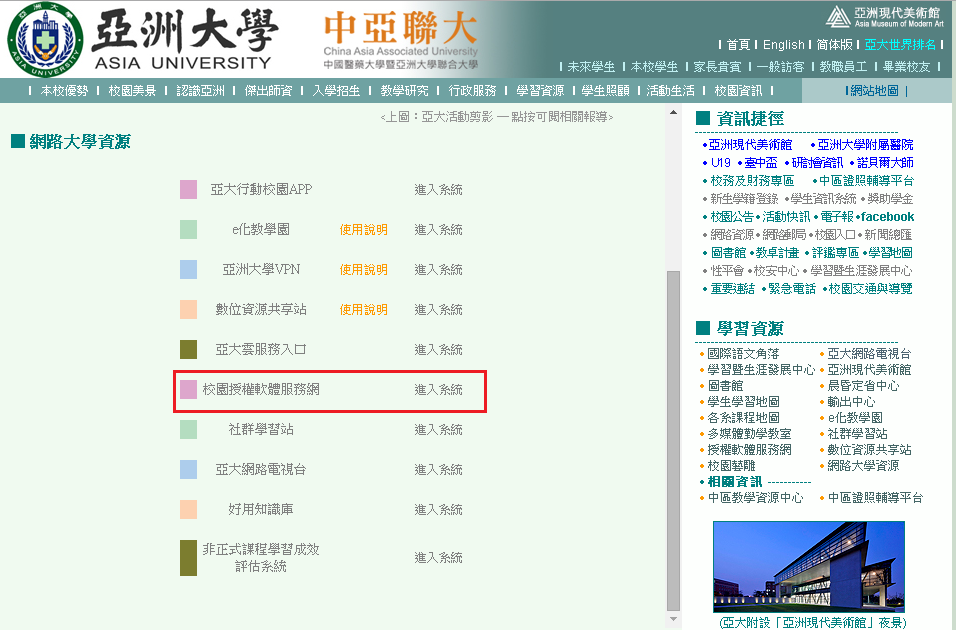 亞洲大學
ASIA UNIVERSITY
中亞聯大
China Asia Associated University
中國醫藥大學暨亞洲大學聯合大學
亞洲現代美術館
Asia Museum of Modern Art
首頁 | English | 简体版 | 亞大世界排名
未來學生 | 本校學生 | 家長貴賓 | 一般訪客 | 教職員工 | 畢業校友
本校優勢 | 校園美景 | 認識亞洲 | 傑出師資 | 入學招生 | 教學研究 | 行政服務 | 學習資源 | 學生照顧 | 活動生活 | 校園資訊 | 網站地圖
<上圖：亞大活動剪影 — 點按可閱相關報導>
網路大學資源
亞大行動校園APP 進入系統
e化教學園 使用說明 進入系統
亞洲大學VPN 使用說明 進入系統
數位資源共享站 使用說明 進入系統
亞大雲服務入口 進入系統
校園授權軟體服務網 進入系統
社群學習站 進入系統
亞大網路電視台 進入系統
好用知識庫 進入系統
非正式課程學習成效
評估系統 進入系統
資訊捷徑
•亞洲現代美術館 •亞洲大學附屬醫院
•U19 •臺中盃 •研討會資訊 •諾貝爾大師
•校務及財務專區 •中區證照輔導平台
•新生學籍登錄 •學生資訊系統 •獎助學金
•校園公告 •活動快訊 •電子報 •facebook
•網路資源 •網路郵局 •校園入口 •新聞總匯
•圖書館 •教卓計畫 •評鑑專區 •學習地圖
•性平會 •校安中心 •學習暨生涯發展中心
•重要連結 •緊急電話 •校園交通與導覽
學習資源
•國際語文角落 •亞大網路電視台
•學習暨生涯發展中心 •亞洲現代美術館
•圖書館 •晨昏定省中心
•學生學習地圖 •輸出中心
•各系課程地圖 •e化教學園
•多媒體勤學教室 •社群學習站
•授權軟體服務網 •數位資源共享站
•校園藝雕 •網路大學資源
•相關資訊 -----------
•中區教學資源中心 •中區證照輔導平台
(亞大附設「亞洲現代美術館」夜景)